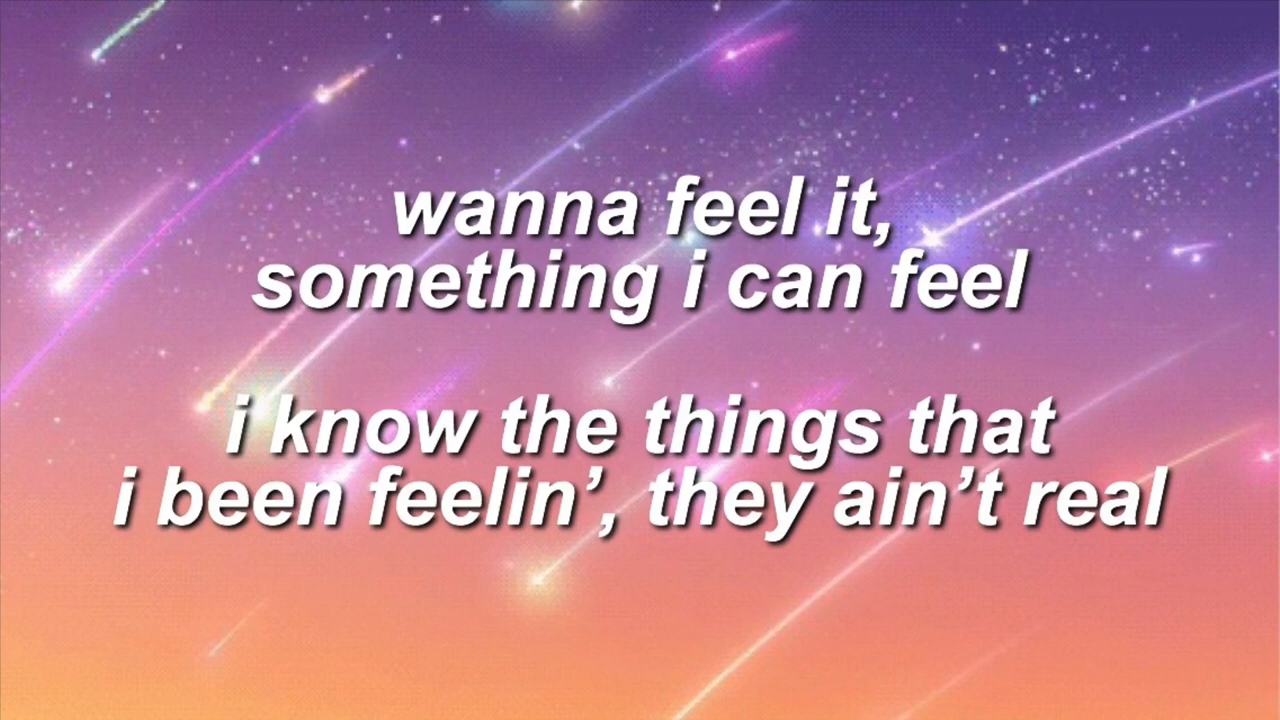 wanna feel it,
something i can feel
i know the things that
i been feelin’, they ain’t real